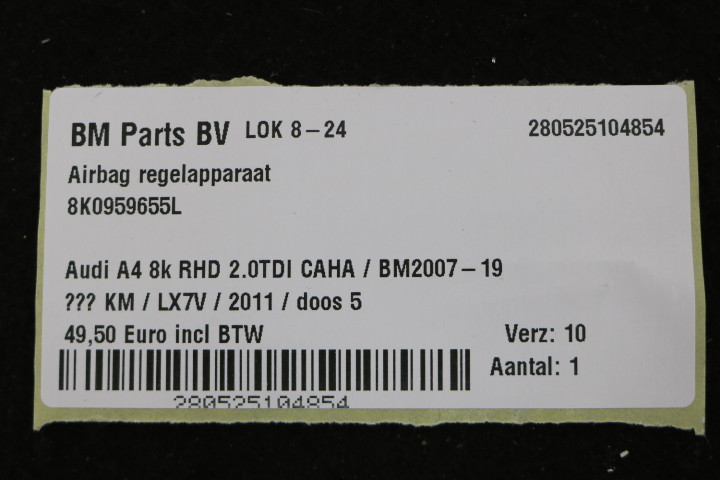 BM Parts BV LOK 8-24 280525104854
Airbag regelapparaat
8K0959655L
Audi A4 8k RHD 2.0TDI CAHA / BM2007-19
??? KM / LX7V / 2011 / doos 5
49,50 Euro incl BTW Verz: 10
Aantal: 1
280525104854